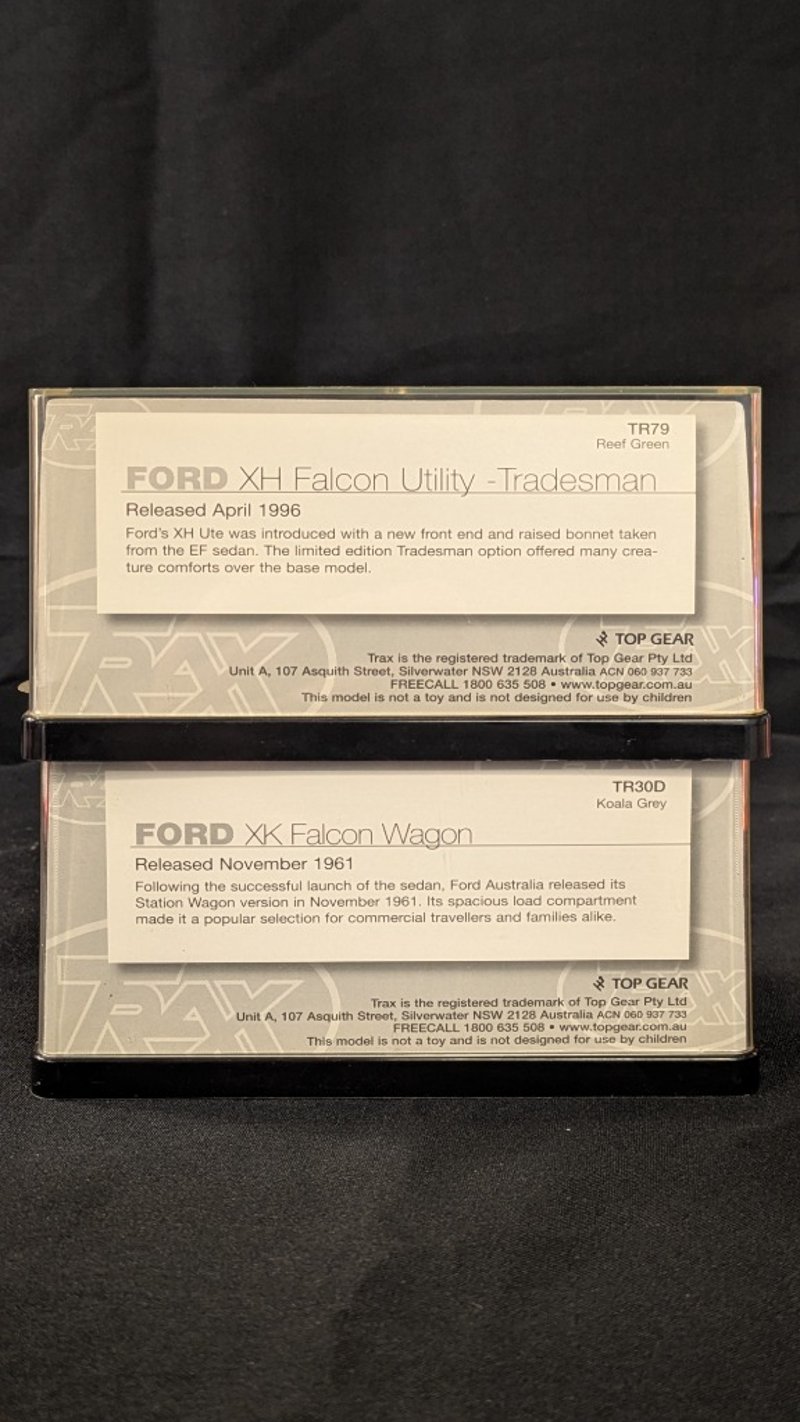 TR79
Reef Green
FORD XH Falcon Utility -Tradesman
Released April 1996
Ford's XH Ute was introduced with a new front end and raised bonnet taken
from the EF sedan. The limited edition Tradesman option offered many crea-
ture comforts over the base model.
TRAX
TOP GEAR
Trax is the registered trademark of Top Gear Pty Ltd
Unit A, 107 Asquith Street, Silverwater NSW 2128 Australia ACN 060 937 733
FREECALL 1800 635 508 • www.topgear.com.au
This model is not a toy and is not designed for use by children
TR30D
Koala Grey
FORD XK Falcon Wagon
Released November 1961
Following the successful launch of the sedan, Ford Australia released its
Station Wagon version in November 1961. Its spacious load compartment
made it a popular selection for commercial travellers and families alike.
TRAX
TOP GEAR
Trax is the registered trademark of Top Gear Pty Ltd
Unit A, 107 Asquith Street, Silverwater NSW 2128 Australia ACN 060 937 733
FREECALL 1800 635 508 • www.topgear.com.au
This model is not a toy and is not designed for use by children